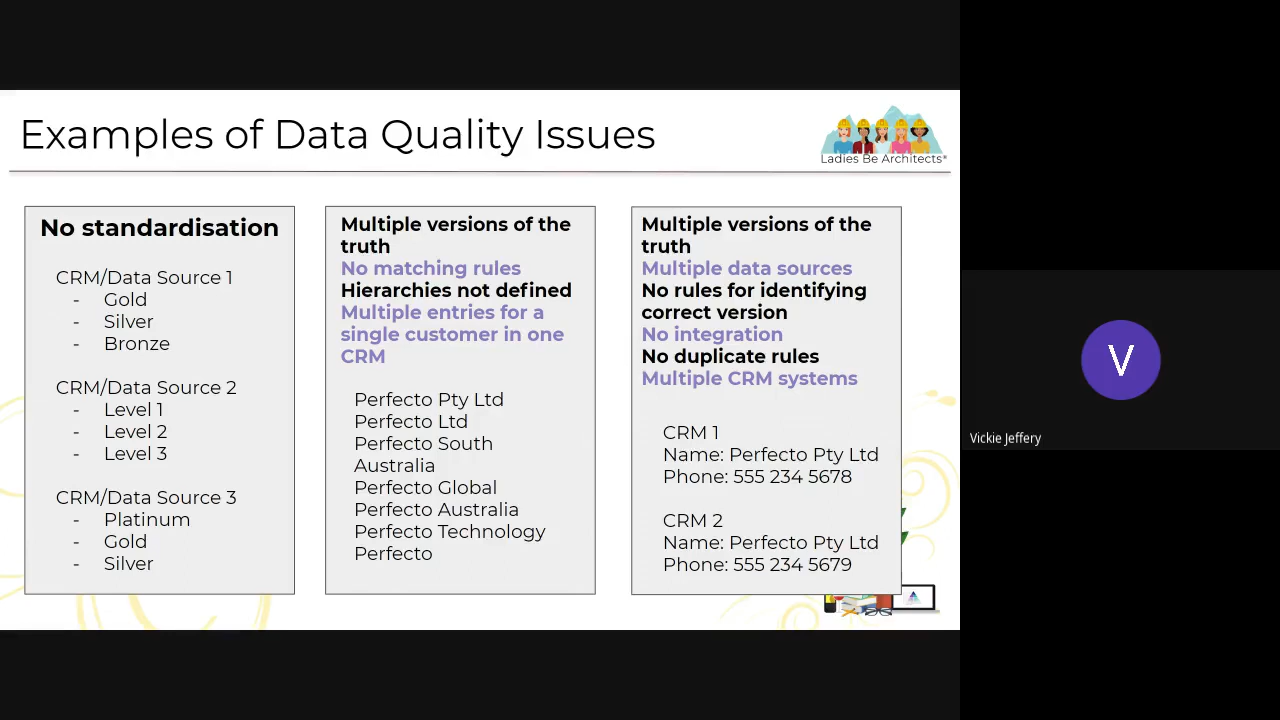 Examples of Data Quality Issues
Ladies Be Architects®
No standardisation
CRM/Data Source 1
- Gold
- Silver
- Bronze
CRM/Data Source 2
- Level 1
- Level 2
- Level 3
CRM/Data Source 3
- Platinum
- Gold
- Silver
Multiple versions of the
truth
No matching rules
Hierarchies not defined
Multiple entries for a
single customer in one
CRM
Perfecto Pty Ltd
Perfecto Ltd
Perfecto South
Australia
Perfecto Global
Perfecto Australia
Perfecto Technology
Perfecto
Multiple versions of the
truth
Multiple data sources
No rules for identifying
correct version
No integration
No duplicate rules
Multiple CRM systems
CRM 1
Name: Perfecto Pty Ltd
Phone: 555 234 5678
CRM 2
Name: Perfecto Pty Ltd
Phone: 555 234 5679
V
Vickie Jeffery